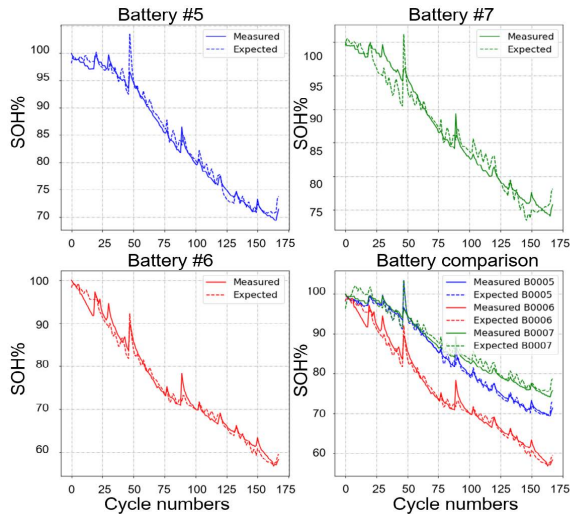 Battery #5
Measured
Expected
SOH%
100
95
90
85
80
75
70
0 25 50 75 100 125 150 175
Battery #7
Measured
Expected
SOH%
100
95
90
85
80
75
0 25 50 75 100 125 150 175
Battery #6
Measured
Expected
SOH%
100
90
80
70
60
0 25 50 75 100 125 150 175
Cycle numbers
Battery comparison
Measured B0005
Expected B0005
Measured B0006
Expected B0006
Measured B0007
Expected B0007
SOH%
100
90
80
70
60
0 25 50 75 100 125 150 175
Cycle numbers